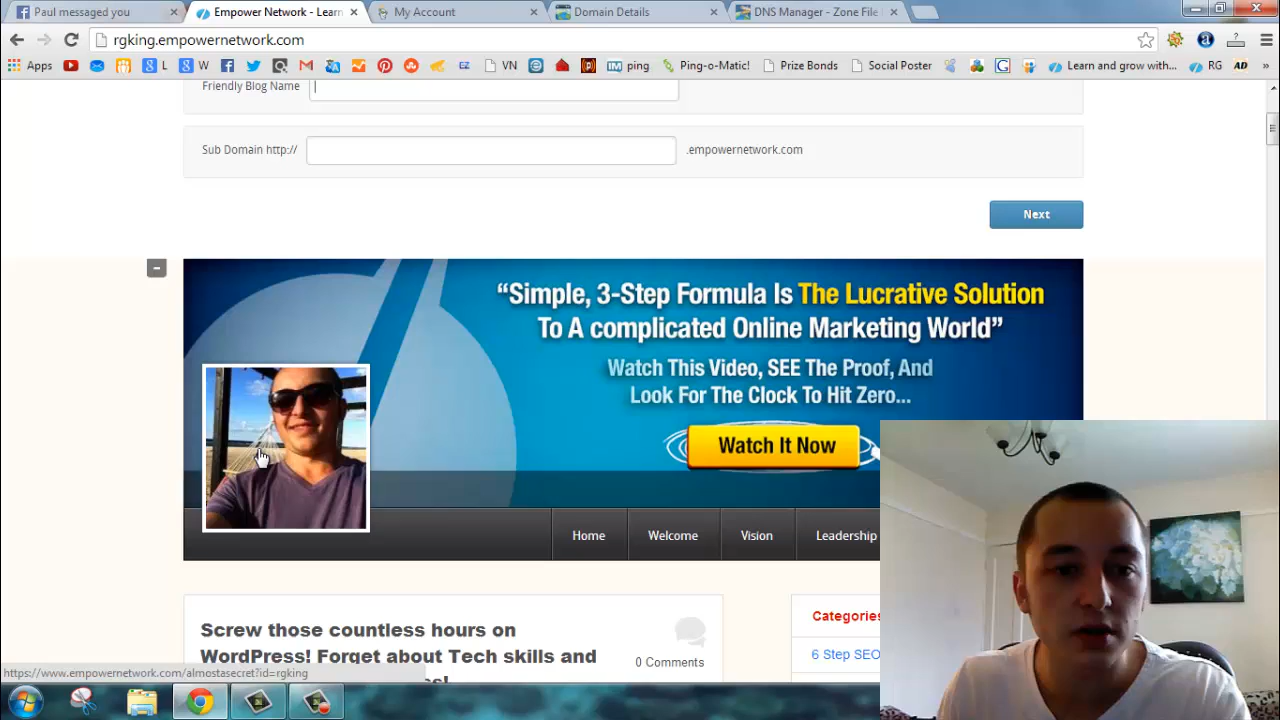 Paul messaged you
Empower Network - Learn
My Account
Domain Details
DNS Manager - Zone File
rgking.empowernetwork.com
Apps
L
W
VN
ping
Ping-o-Matic!
Prize Bonds
Social Poster
Learn and grow with...
RG
»
Friendly Blog Name
Sub Domain http://
.empowernetwork.com
Next
“Simple, 3-Step Formula Is The Lucrative Solution
To A complicated Online Marketing World”
Watch This Video, SEE The Proof, And
Look For The Clock To Hit Zero...
Watch It Now
Home
Welcome
Vision
Leadership
Screw those countless hours on
WordPress! Forget about Tech skills and
0 Comments
Categories
6 Step SEO
https://www.empowernetwork.com/almostasecret?id=rgking